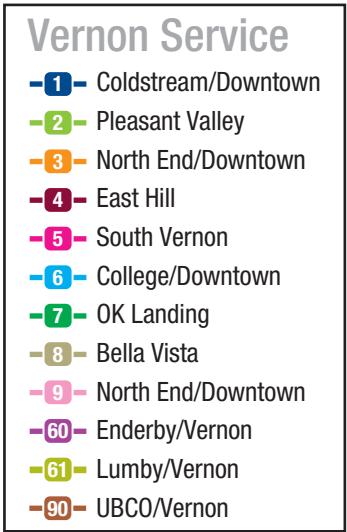 Vernon Service
1 Coldstream/Downtown
2 Pleasant Valley
3 North End/Downtown
4 East Hill
5 South Vernon
6 College/Downtown
7 OK Landing
8 Bella Vista
9 North End/Downtown
60 Enderby/Vernon
61 Lumby/Vernon
90 UBCO/Vernon